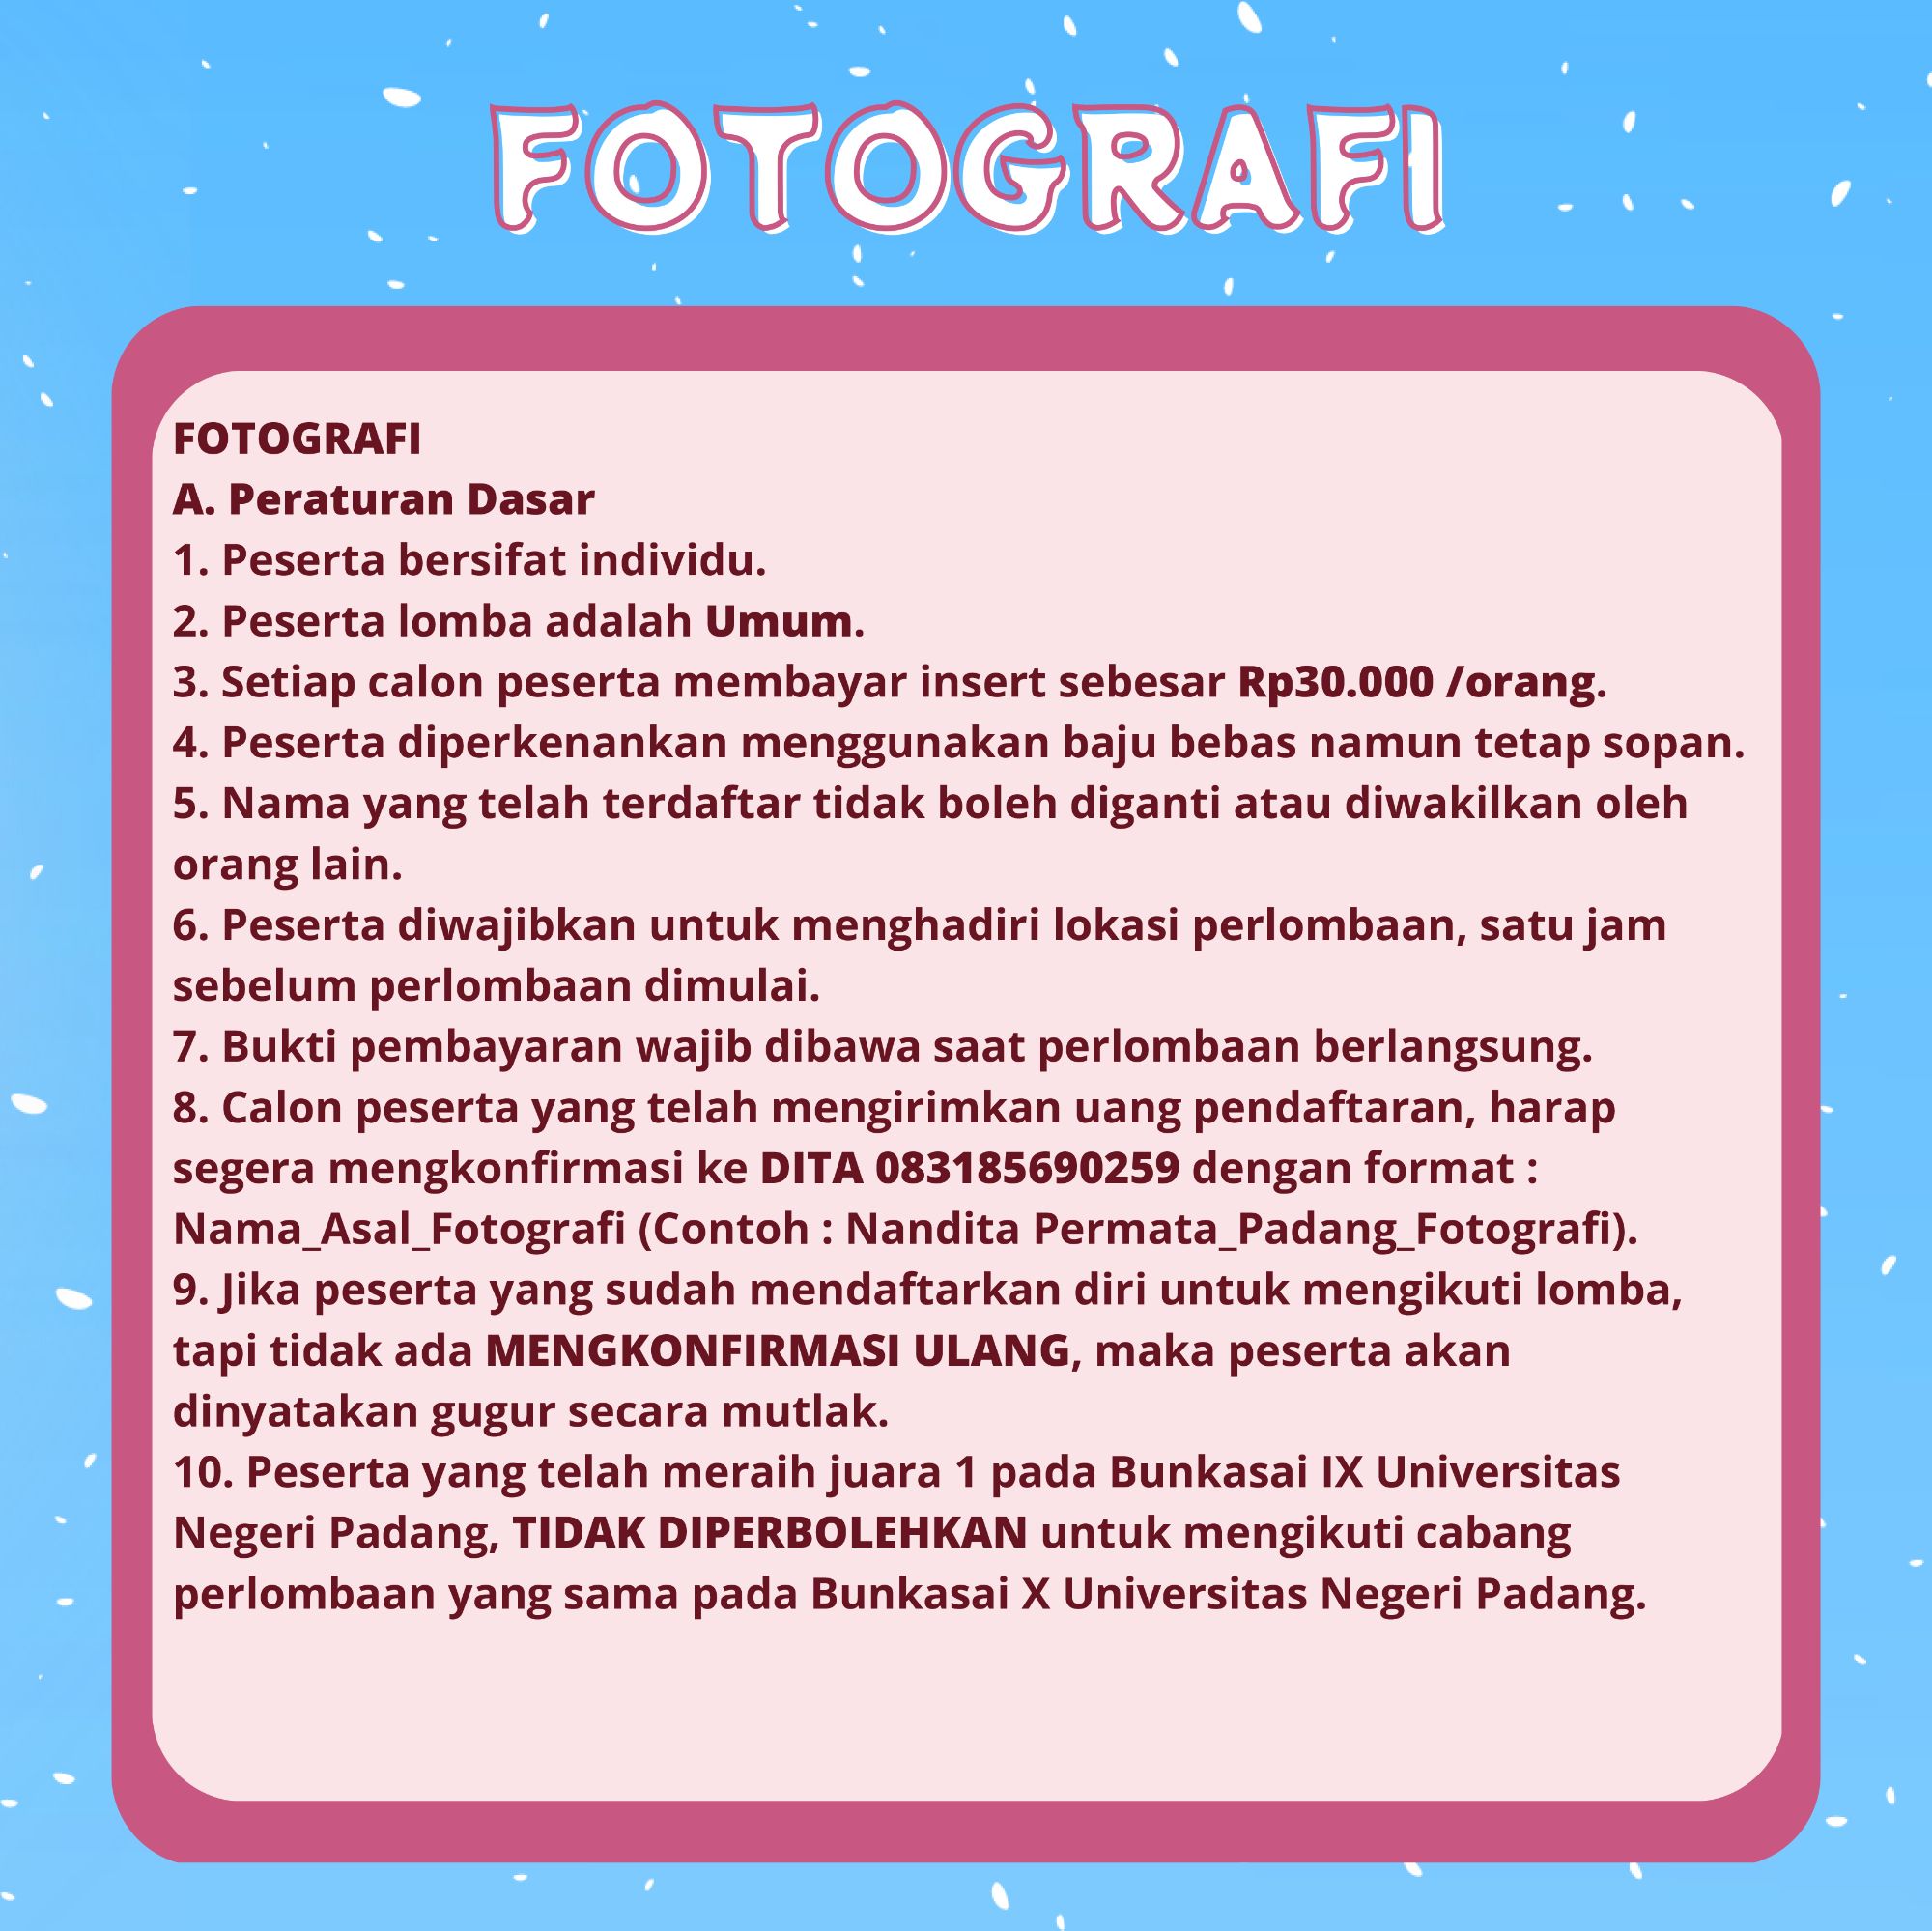 FOTOGRAFI
FOTOGRAFI
A. Peraturan Dasar
1. Peserta bersifat individu.
2. Peserta lomba adalah Umum.
3. Setiap calon peserta membayar insert sebesar Rp30.000 /orang.
4. Peserta diperkenankan menggunakan baju bebas namun tetap sopan.
5. Nama yang telah terdaftar tidak boleh diganti atau diwakilkan oleh
orang lain.
6. Peserta diwajibkan untuk menghadiri lokasi perlombaan, satu jam
sebelum perlombaan dimulai.
7. Bukti pembayaran wajib dibawa saat perlombaan berlangsung.
8. Calon peserta yang telah mengirimkan uang pendaftaran, harap
segera mengkonfirmasi ke DITA 083185690259 dengan format :
Nama_Asal_Fotografi (Contoh : Nandita Permata_Padang_Fotografi).
9. Jika peserta yang sudah mendaftarkan diri untuk mengikuti lomba,
tapi tidak ada MENGKONFIRMASI ULANG, maka peserta akan
dinyatakan gugur secara mutlak.
10. Peserta yang telah meraih juara 1 pada Bunkasai IX Universitas
Negeri Padang, TIDAK DIPERBOLEHKAN untuk mengikuti cabang
perlombaan yang sama pada Bunkasai X Universitas Negeri Padang.